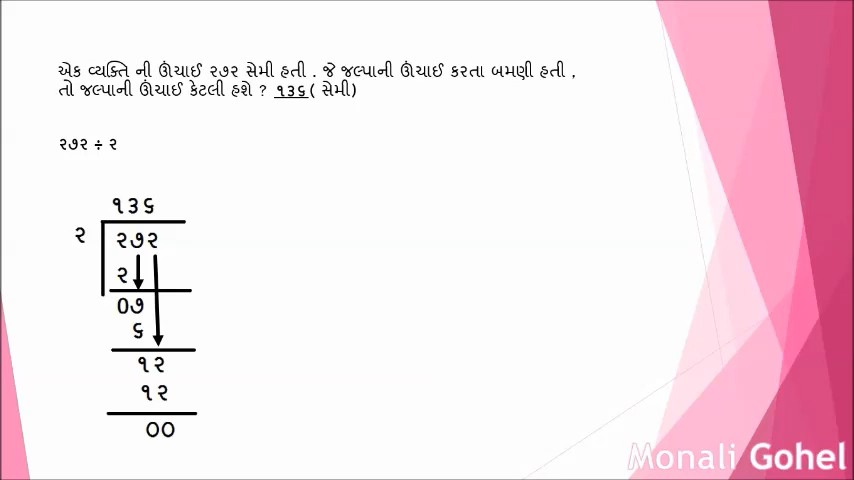 એક વ્યક્તિ ની ઊંચાઈ ૨૭૨ સેમી હતી . જે જલ્પાની ઊંચાઈ કરતા બમણી હતી ,
તો જલ્પાની ઊંચાઈ કેટલી હશે ? ૧૩૬( સેમી)
૨૭૨ ÷ ૨
૧૩૬
૨ ૨૭૨
૨
૦૭
૬
૧૨
૧૨
૦૦
Monali Gohel